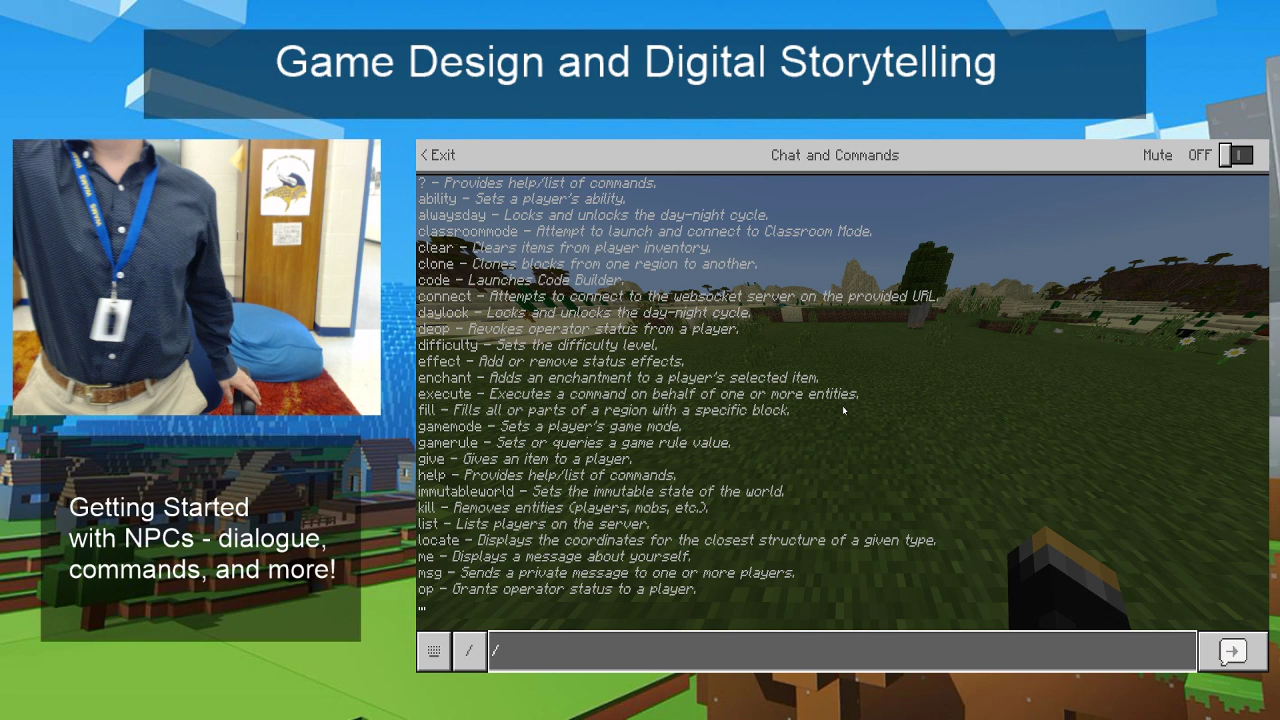 Game Design and Digital Storytelling
< Exit
Chat and Commands
Mute OFF
? - Provides help/list of commands.
ability - Sets a player's ability.
alwaysday - Locks and unlocks the day-night cycle.
classroommode - Attempt to launch and connect to Classroom Mode.
clear - Clears items from player inventory.
clone - Clones blocks from one region to another.
code - Launches Code Builder.
connect - Attempts to connect to the websocket server on the provided URL.
daylock - Locks and unlocks the day-night cycle.
deop - Revokes operator status from a player.
difficulty - Sets the difficulty level.
effect - Add or remove status effects.
enchant - Adds an enchantment to a player's selected item.
execute - Executes a command on behalf of one or more entities.
fill - Fills all or parts of a region with a specific block.
gamemode - Sets a player's game mode.
gamerule - Sets or queries a game rule value.
give - Gives an item to a player.
help - Provides help/list of commands.
immutableworld - Sets the immutable state of the world.
kill - Removes entities (players, mobs, etc.).
list - Lists players on the server.
locate - Displays the coordinates for the closest structure of a given type.
me - Displays a message about yourself.
msg - Sends a private message to one or more players.
op - Grants operator status to a player.
...
/
/
Getting Started
with NPCs - dialogue,
commands, and more!